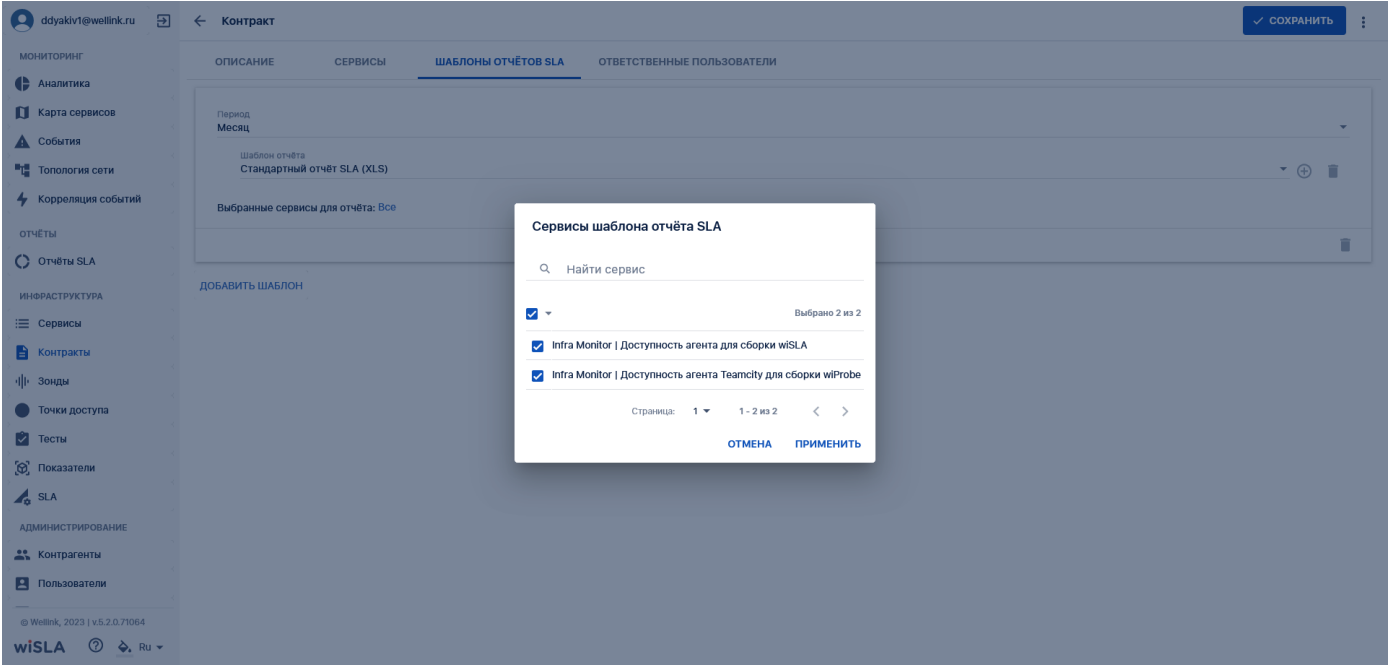 ddyakiv1@wellink.ru
Контракт
СОХРАНИТЬ
МОНИТОРИНГ
Аналитика
Карта сервисов
События
Топология сети
Корреляция событий
ОТЧЁТЫ
Отчёты SLA
ИНФРАСТРУКТУРА
Сервисы
Контракты
Зонды
Точки доступа
Тесты
Показатели
SLA
АДМИНИСТРИРОВАНИЕ
Контрагенты
Пользователи
© Wellink, 2023 | v.5.2.0.71064
wiSLA
Ru
ОПИСАНИЕ СЕРВИСЫ ШАБЛОНЫ ОТЧЁТОВ SLA ОТВЕТСТВЕННЫЕ ПОЛЬЗОВАТЕЛИ
Период
Месяц
Шаблон отчёта
Стандартный отчёт SLA (XLS)
Выбранные сервисы для отчёта: Все
ДОБАВИТЬ ШАБЛОН
Сервисы шаблона отчёта SLA
Найти сервис
Выбрано 2 из 2
Infra Monitor | Доступность агента для сборки wiSLA
Infra Monitor | Доступность агента Teamcity для сборки wiProbe
Страница: 1 1 - 2 из 2
ОТМЕНА ПРИМЕНИТЬ